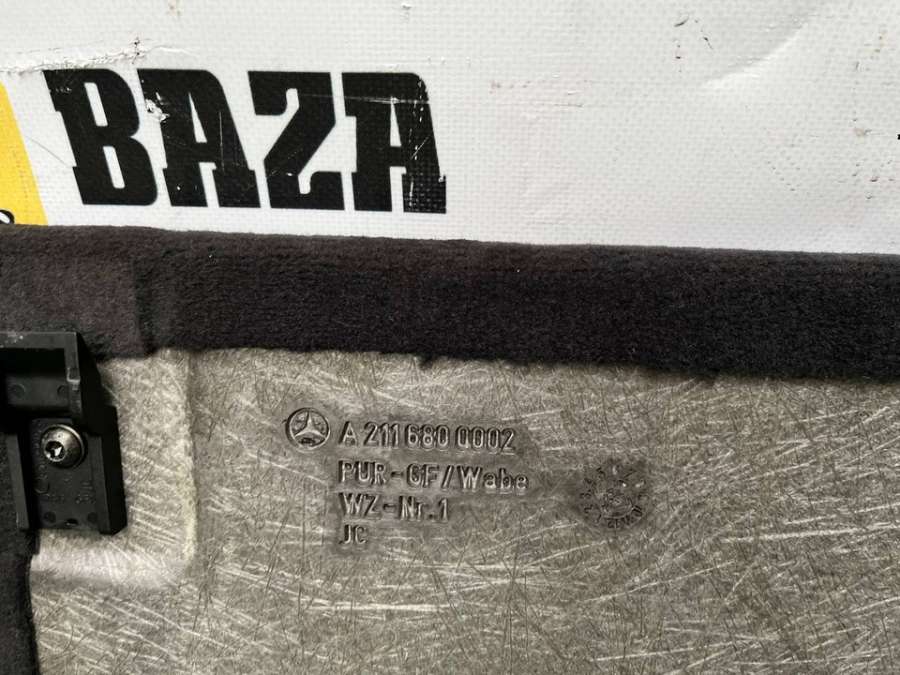 BAZA
A 211 680 0002
PUR-GF/Wabe
WZ-Nr.1
JC